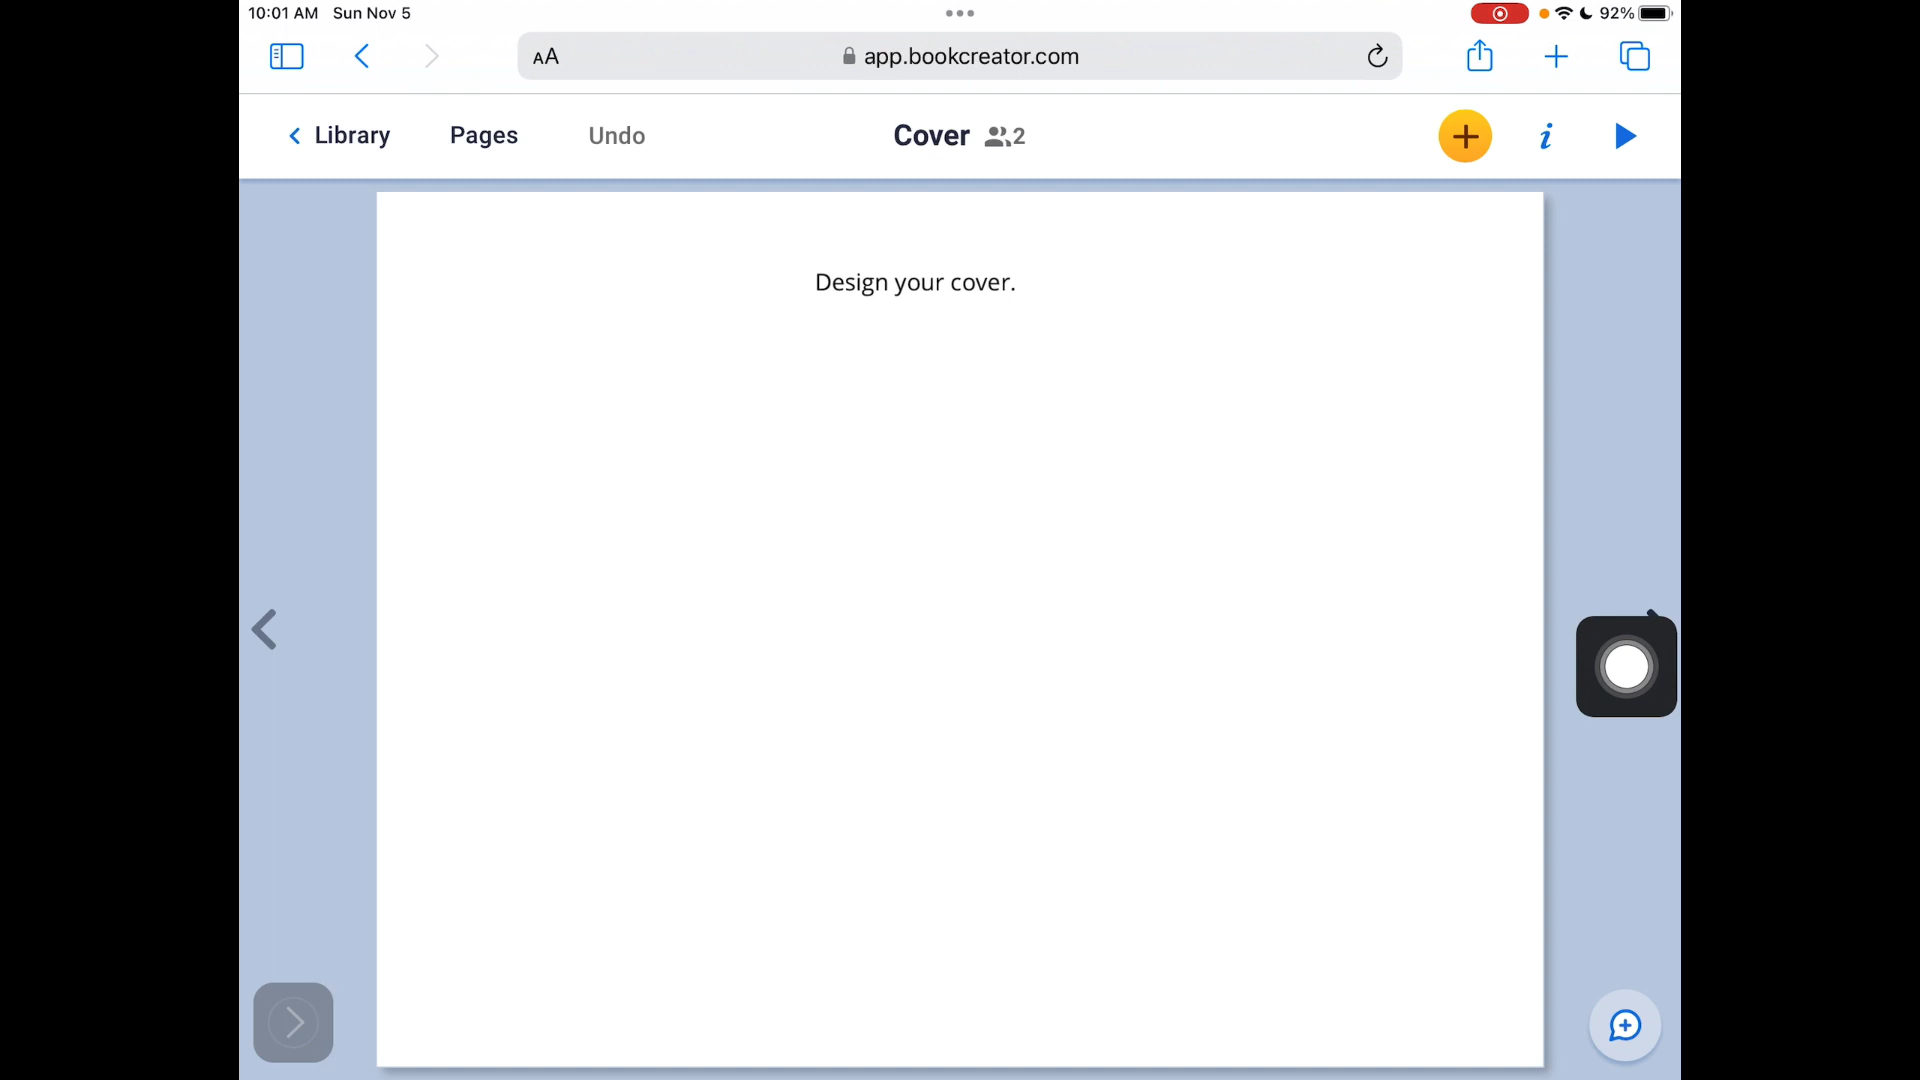 10:01 AM Sun Nov 5
92%
AA
app.bookcreator.com
Library
Pages
Undo
Cover
2
i
Design your cover.